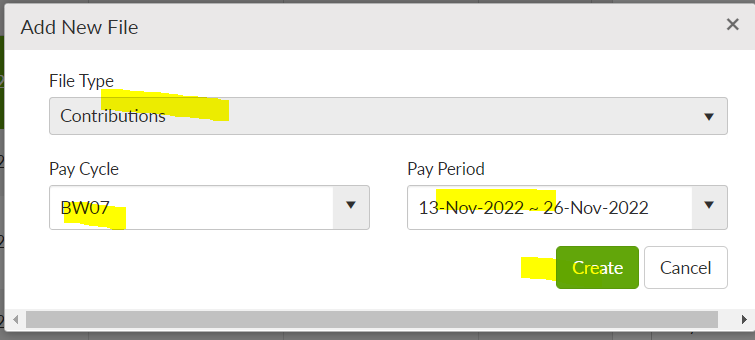 Add New File
File Type
Contributions
Pay Cycle
Pay Period
BW07
13-Nov-2022 ~ 26-Nov-2022
Create
Cancel